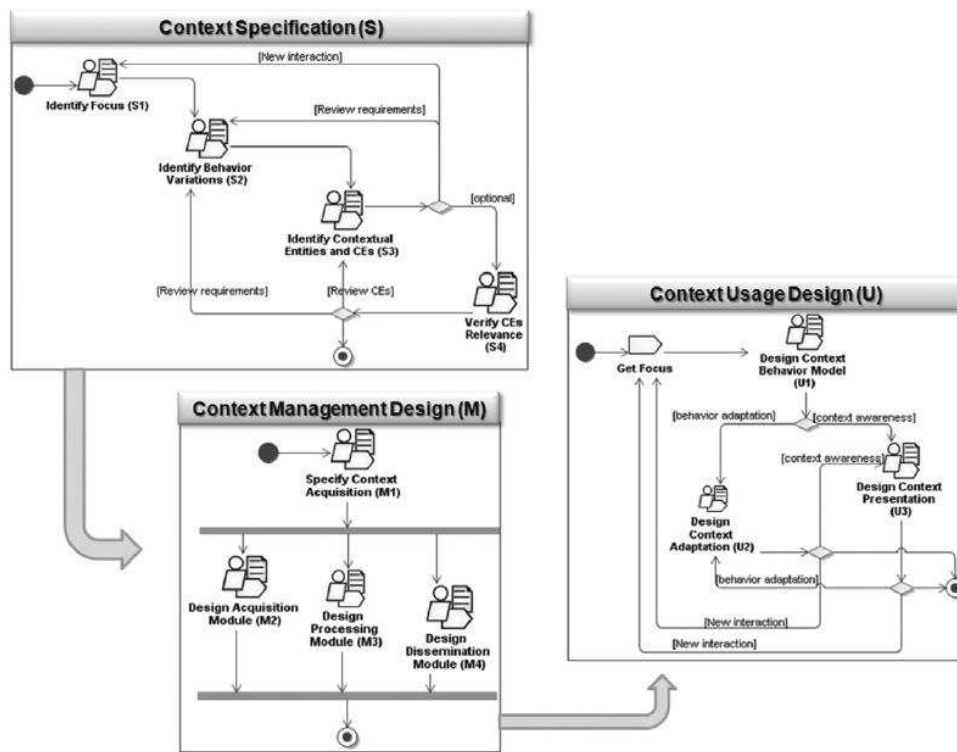 Context Specification (S)
[New interaction]
Identify Focus (S1)
[Review requirements]
Identify Behavior
Variations (S2)
[optional]
Identify Contextual
Entities and CEs (S3)
[Review requirements]
[Review CEs]
Verify CEs
Relevance
(S4)
Context Management Design (M)
Specify Context
Acquisition (M1)
Design Acquisition
Module (M2)
Design
Processing
Module (M3)
Design
Dissemination
Module (M4)
Context Usage Design (U)
Get Focus
Design Context
Behavior Model
(U1)
[behavior adaptation]
[context awareness]
[context awareness]
Design Context
Presentation
(U3)
Design
Context
Adaptation (U2)
[behavior adaptation]
[New interaction]
[New interaction]